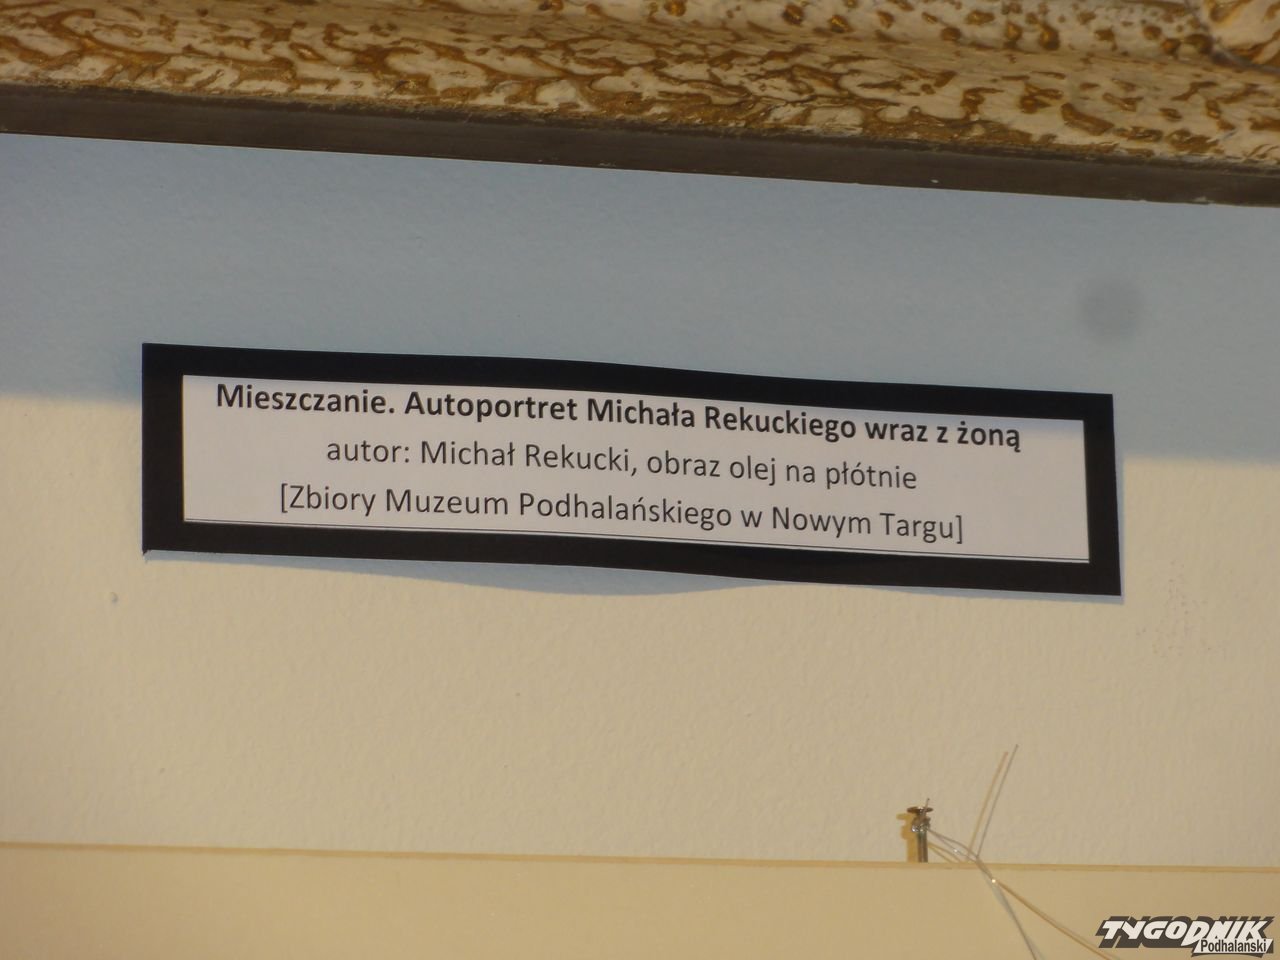 Mieszczanie. Autoportret Michała Rekuckiego wraz z żoną
autor: Michał Rekucki, obraz olej na płótnie
[Zbiory Muzeum Podhalańskiego w Nowym Targu]
TYGODNIK
Podhalański